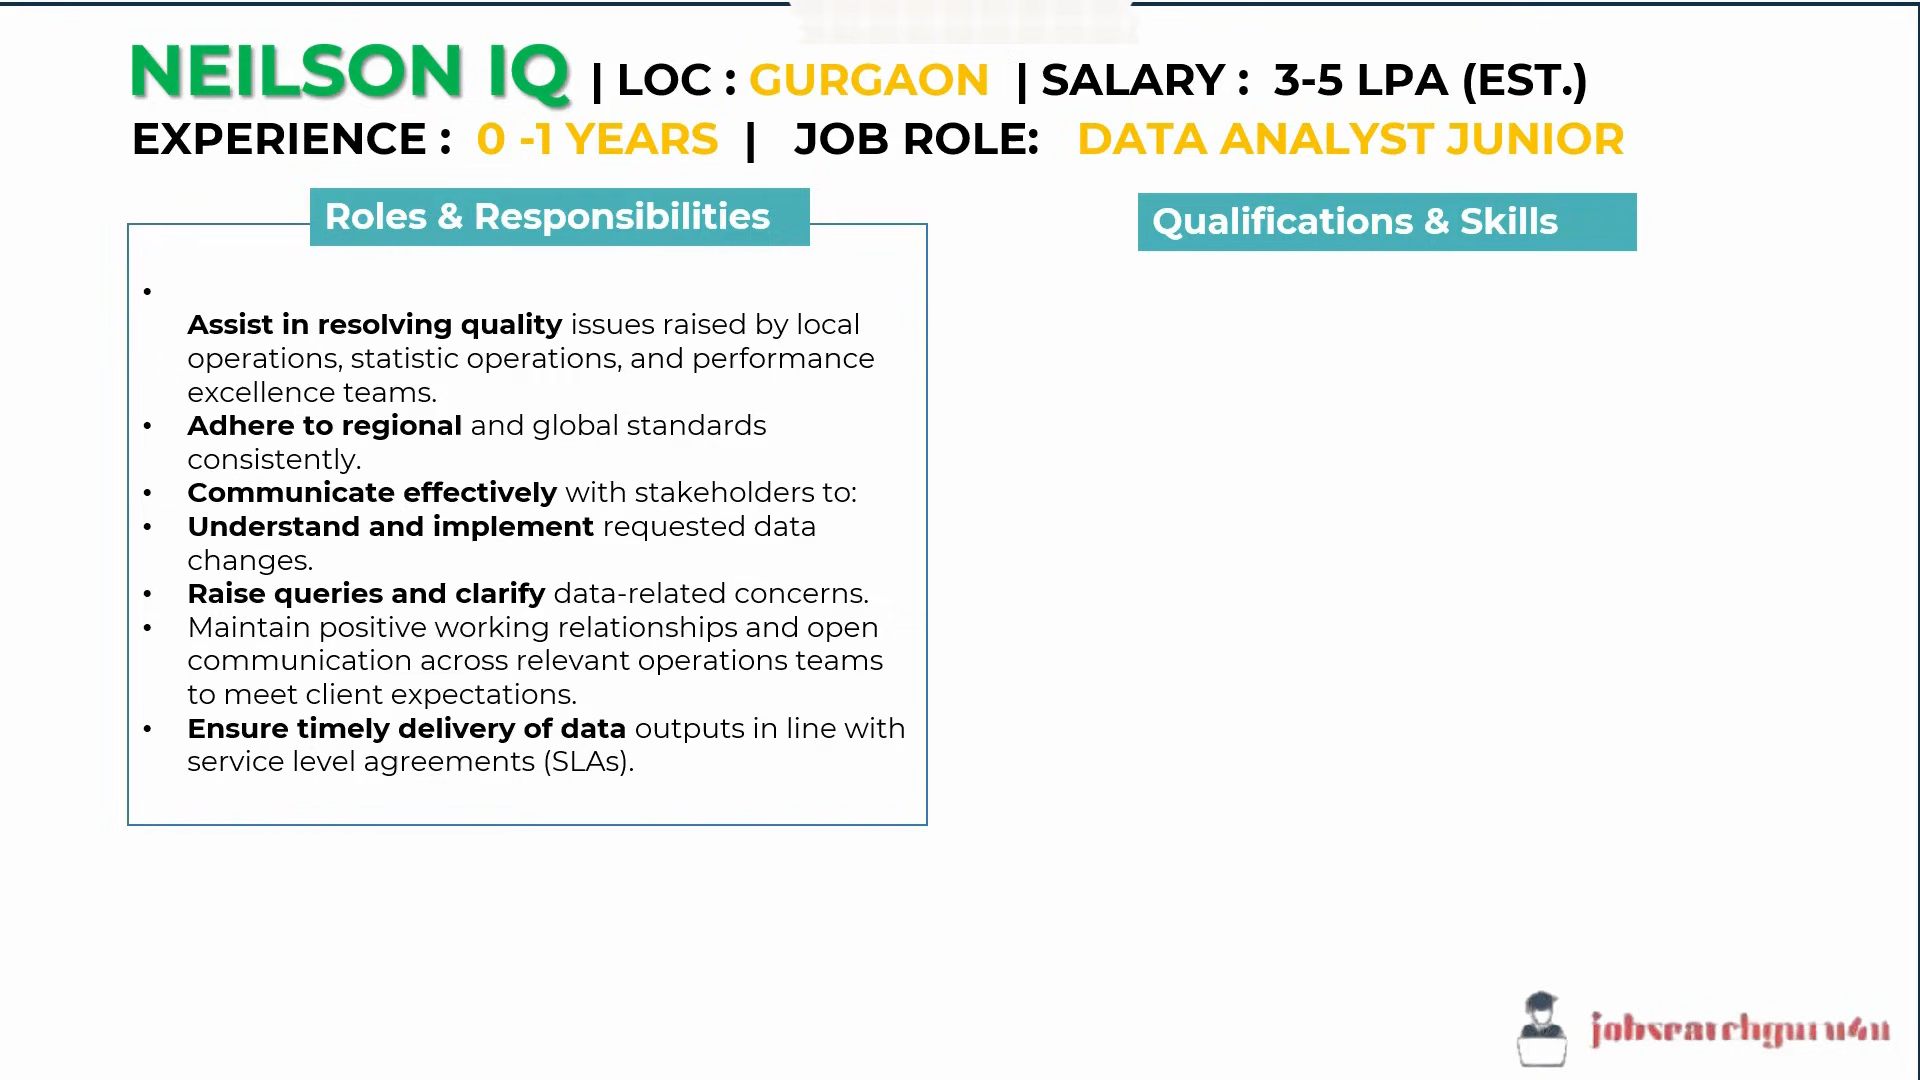 NEILSON IQ | LOC : GURGAON | SALARY : 3-5 LPA (EST.)
EXPERIENCE : 0 -1 YEARS | JOB ROLE: DATA ANALYST JUNIOR
Roles & Responsibilities
•
Assist in resolving quality issues raised by local
operations, statistic operations, and performance
excellence teams.
• Adhere to regional and global standards
consistently.
• Communicate effectively with stakeholders to:
• Understand and implement requested data
changes.
• Raise queries and clarify data-related concerns.
• Maintain positive working relationships and open
communication across relevant operations teams
to meet client expectations.
• Ensure timely delivery of data outputs in line with
service level agreements (SLAs).
Qualifications & Skills
jobsearchguru4u